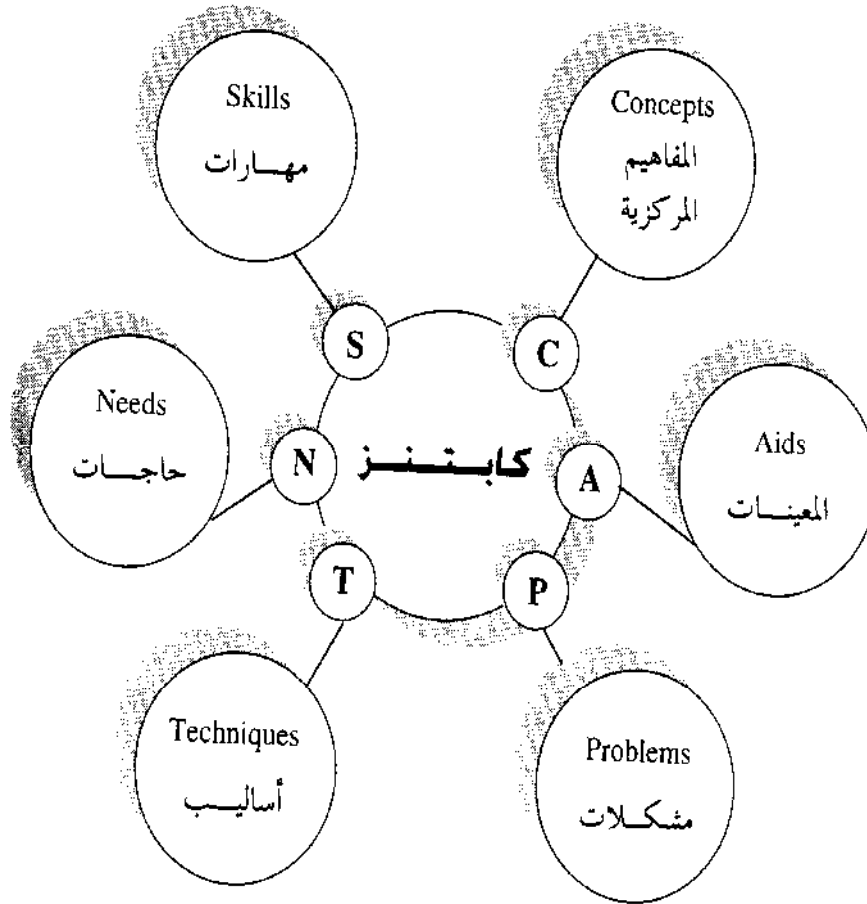 Skills
مهارات
Concepts
المفاهيم
المركزية
S
C
Needs
حاجات
N
كابتنز
A
Aids
المعينات
T
P
Techniques
أساليب
Problems
مشكلات